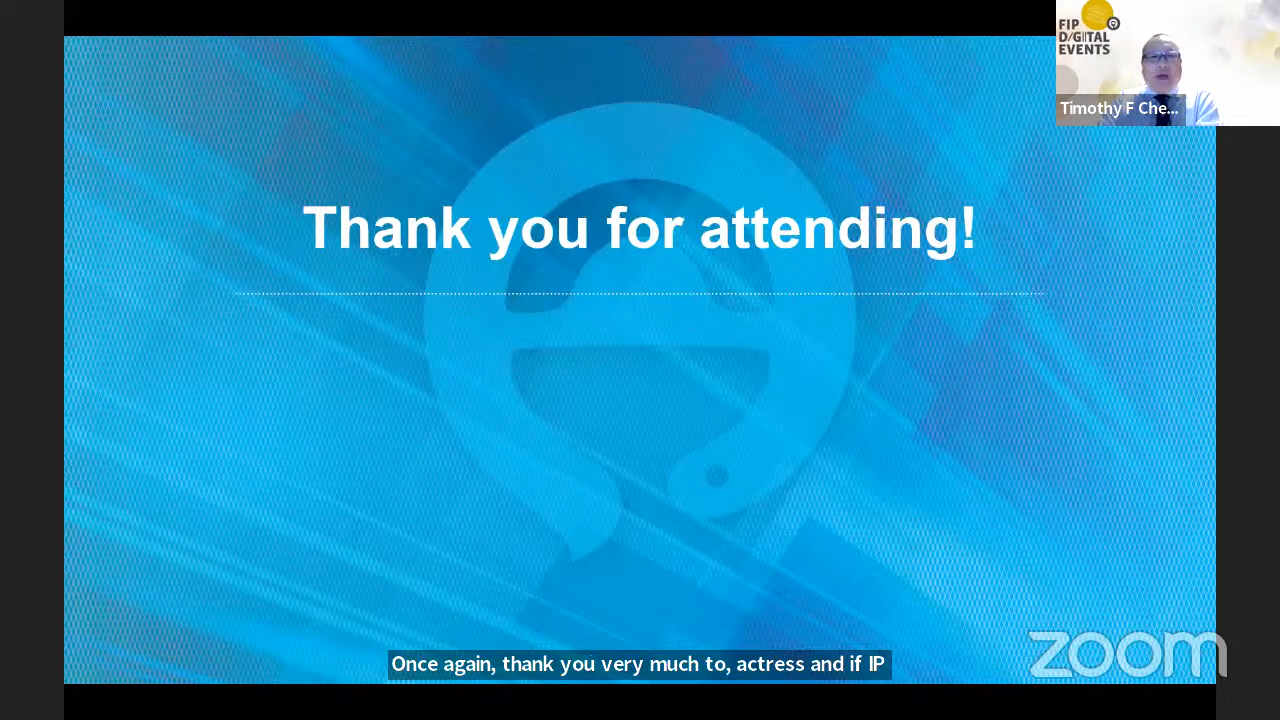 FIP
D/GITAL
EVENTS
Timothy F Che...
Thank you for attending!
Once again, thank you very much to, actress and if IP
zoom